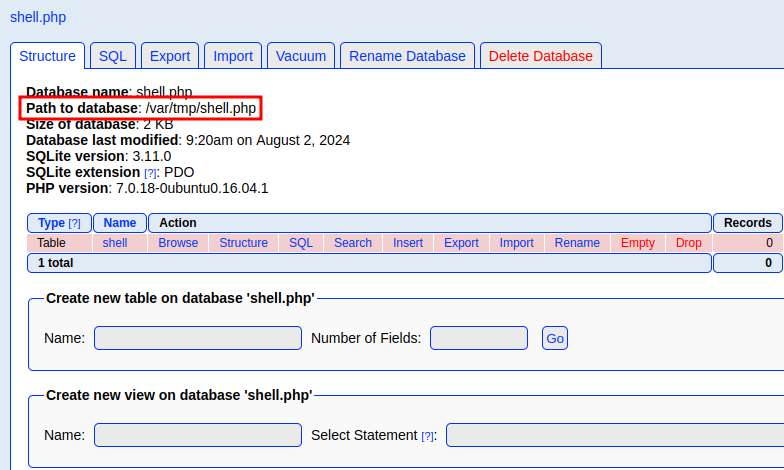 shell.php
Structure SQL Export Import Vacuum Rename Database Delete Database
Database name: shell.php
Path to database: /var/tmp/shell.php
Size of database: 2 KB
Database last modified: 9:20am on August 2, 2024
SQLite version: 3.11.0
SQLite extension [?]: PDO
PHP version: 7.0.18-0ubuntu0.16.04.1
Type [?] Name Action Records
Table shell Browse Structure SQL Search Insert Export Import Rename Empty Drop 0
1 total 0
Create new table on database 'shell.php'
Name: Number of Fields: Go
Create new view on database 'shell.php'
Name: Select Statement [?]: